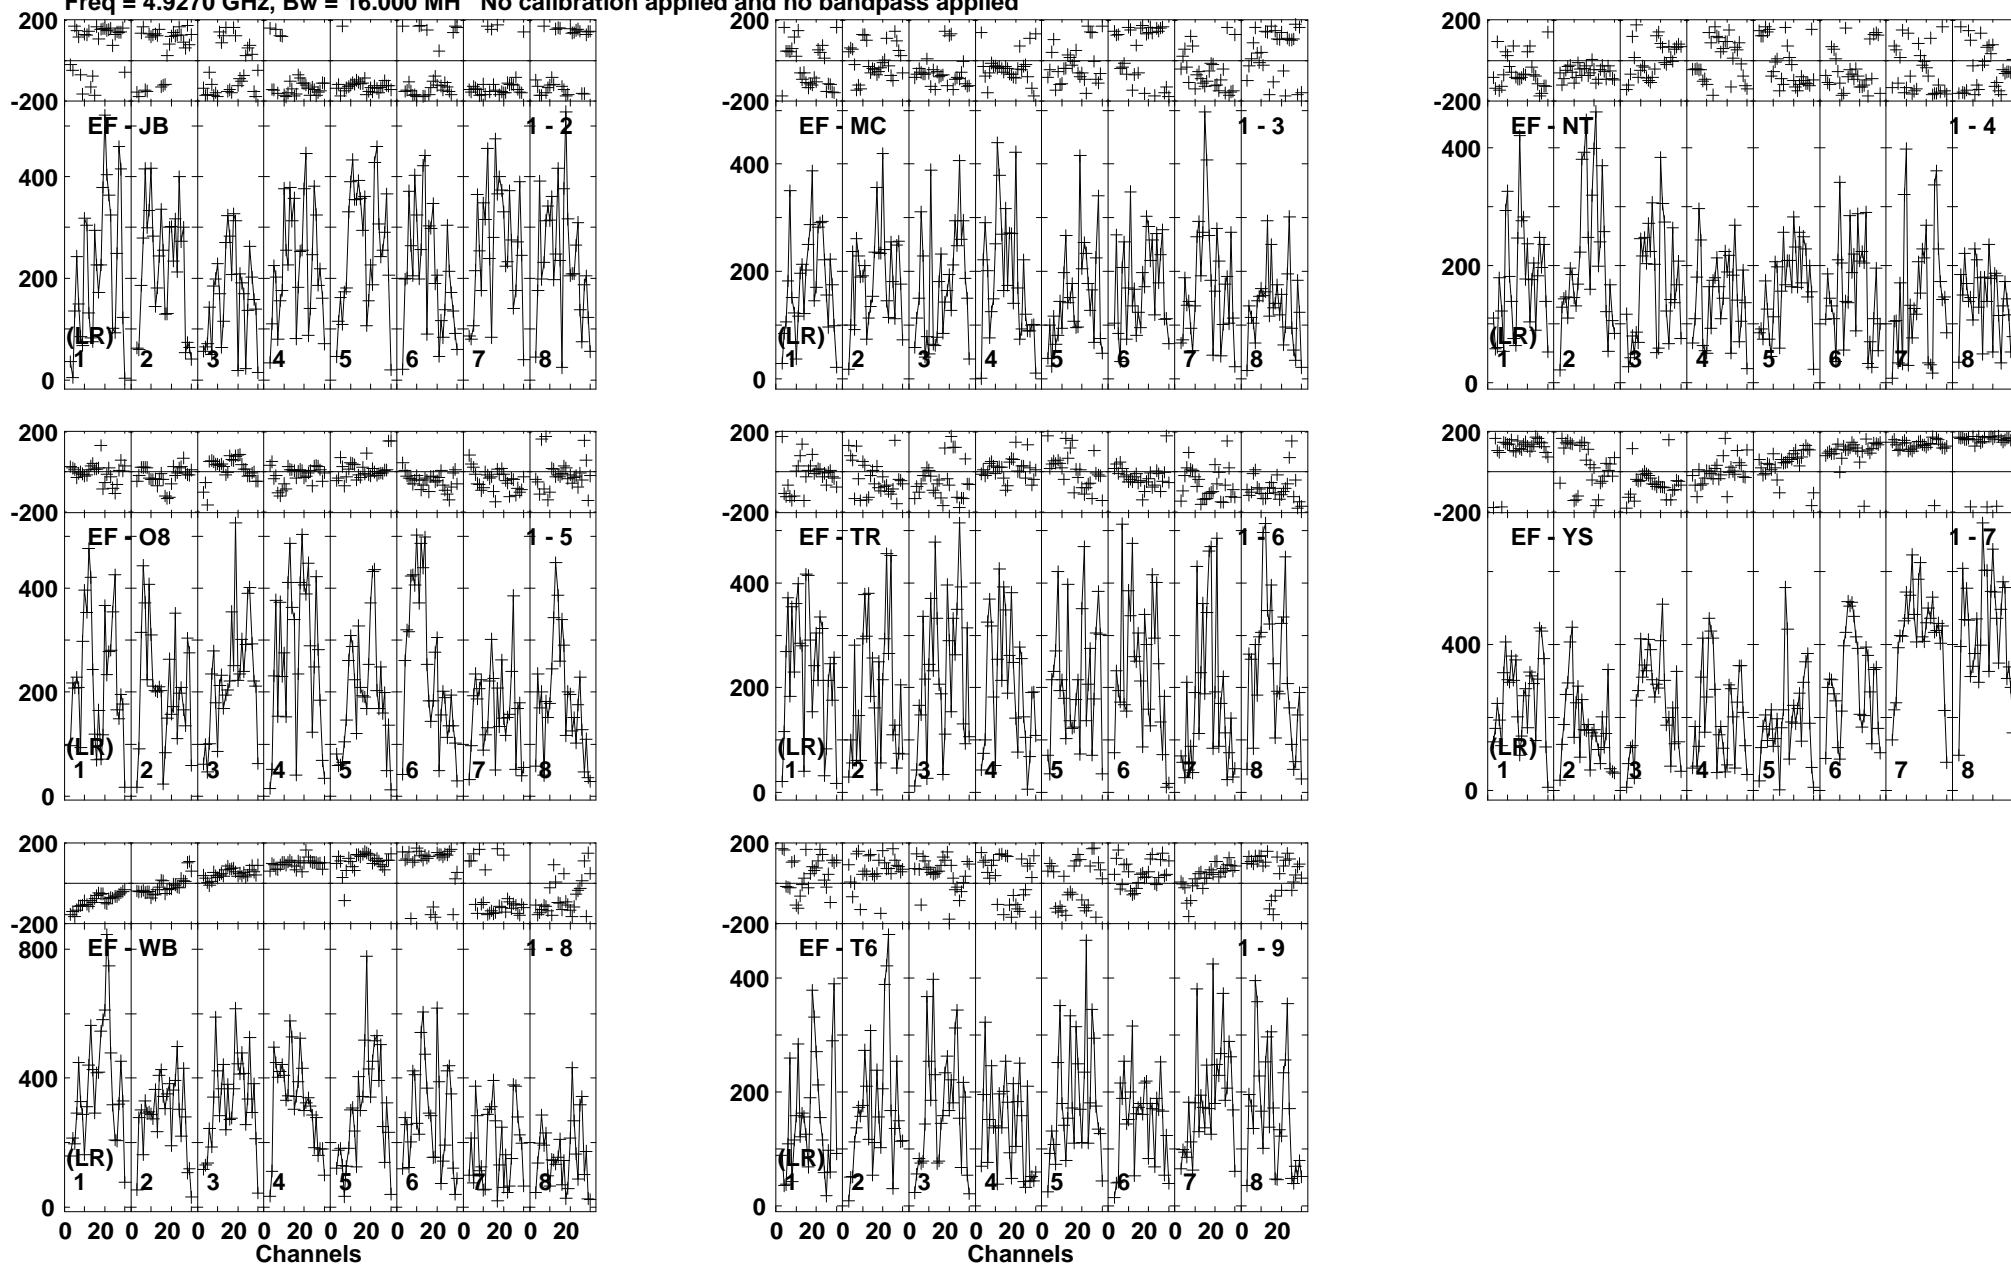 Freq = 4.9270 GHz, Bw = 16.000 MH No calibration applied and no bandpass applied
200 200 200
-200 -200 -200
EF - JB 1 - 2 EF - MC 1 - 3 EF - NT 1 - 4
400 400 400
200 200 200
(LR) (LR) (LR)
1 2 3 4 5 6 7 8 1 2 3 4 5 6 7 8 1 2 3 4 5 6 7 8
0 0 0
200 200 200
-200 -200 -200
EF - O8 1 - 5 EF - TR 1 - 6 EF - YS 1 - 7
400 400 400
200 200
(LR) (LR) (LR)
1 2 3 4 5 6 7 8 1 2 3 4 5 6 7 8 1 2 3 4 5 6 7 8
0 0 0
200 200
-200 -200
800 EF - WB 1 - 8 EF - T6 1 - 9
400 400
200
(LR) (LR)
1 2 3 4 5 6 7 8 1 2 3 4 5 6 7 8
0 0
0 20 0 20 0 20 0 20 0 20 0 20 0 20 0 20 0 20 0 20 0 20 0 20 0 20 0 20 0 20 0 20
Channels Channels